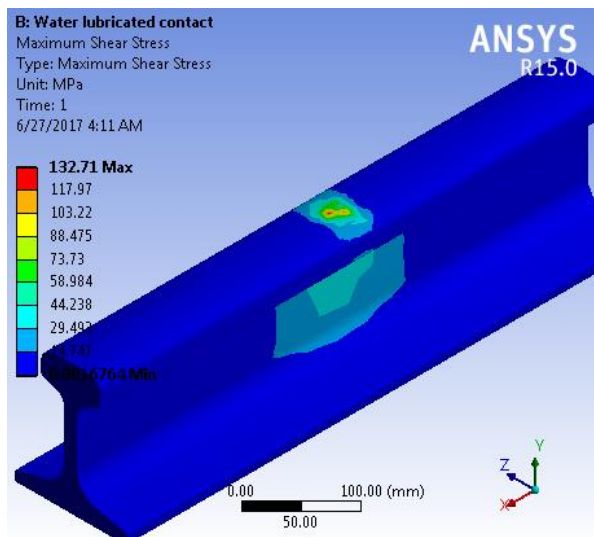 B: Water lubricated contact
Maximum Shear Stress
Type: Maximum Shear Stress
Unit: MPa
Time: 1
6/27/2017 4:11 AM
ANSYS
R15.0
132.71 Max
117.97
103.22
88.475
73.73
58.984
44.238
29.493
Min
Y
Z
X
0.00
100.00 (mm)
50.00